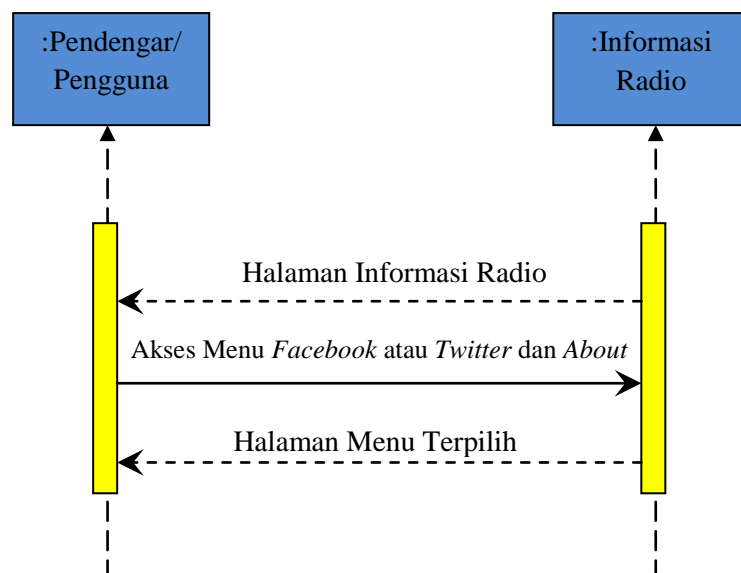 :Pendengar/
Pengguna
:Informasi
Radio
Halaman Informasi Radio
Akses Menu Facebook atau Twitter dan About
Halaman Menu Terpilih